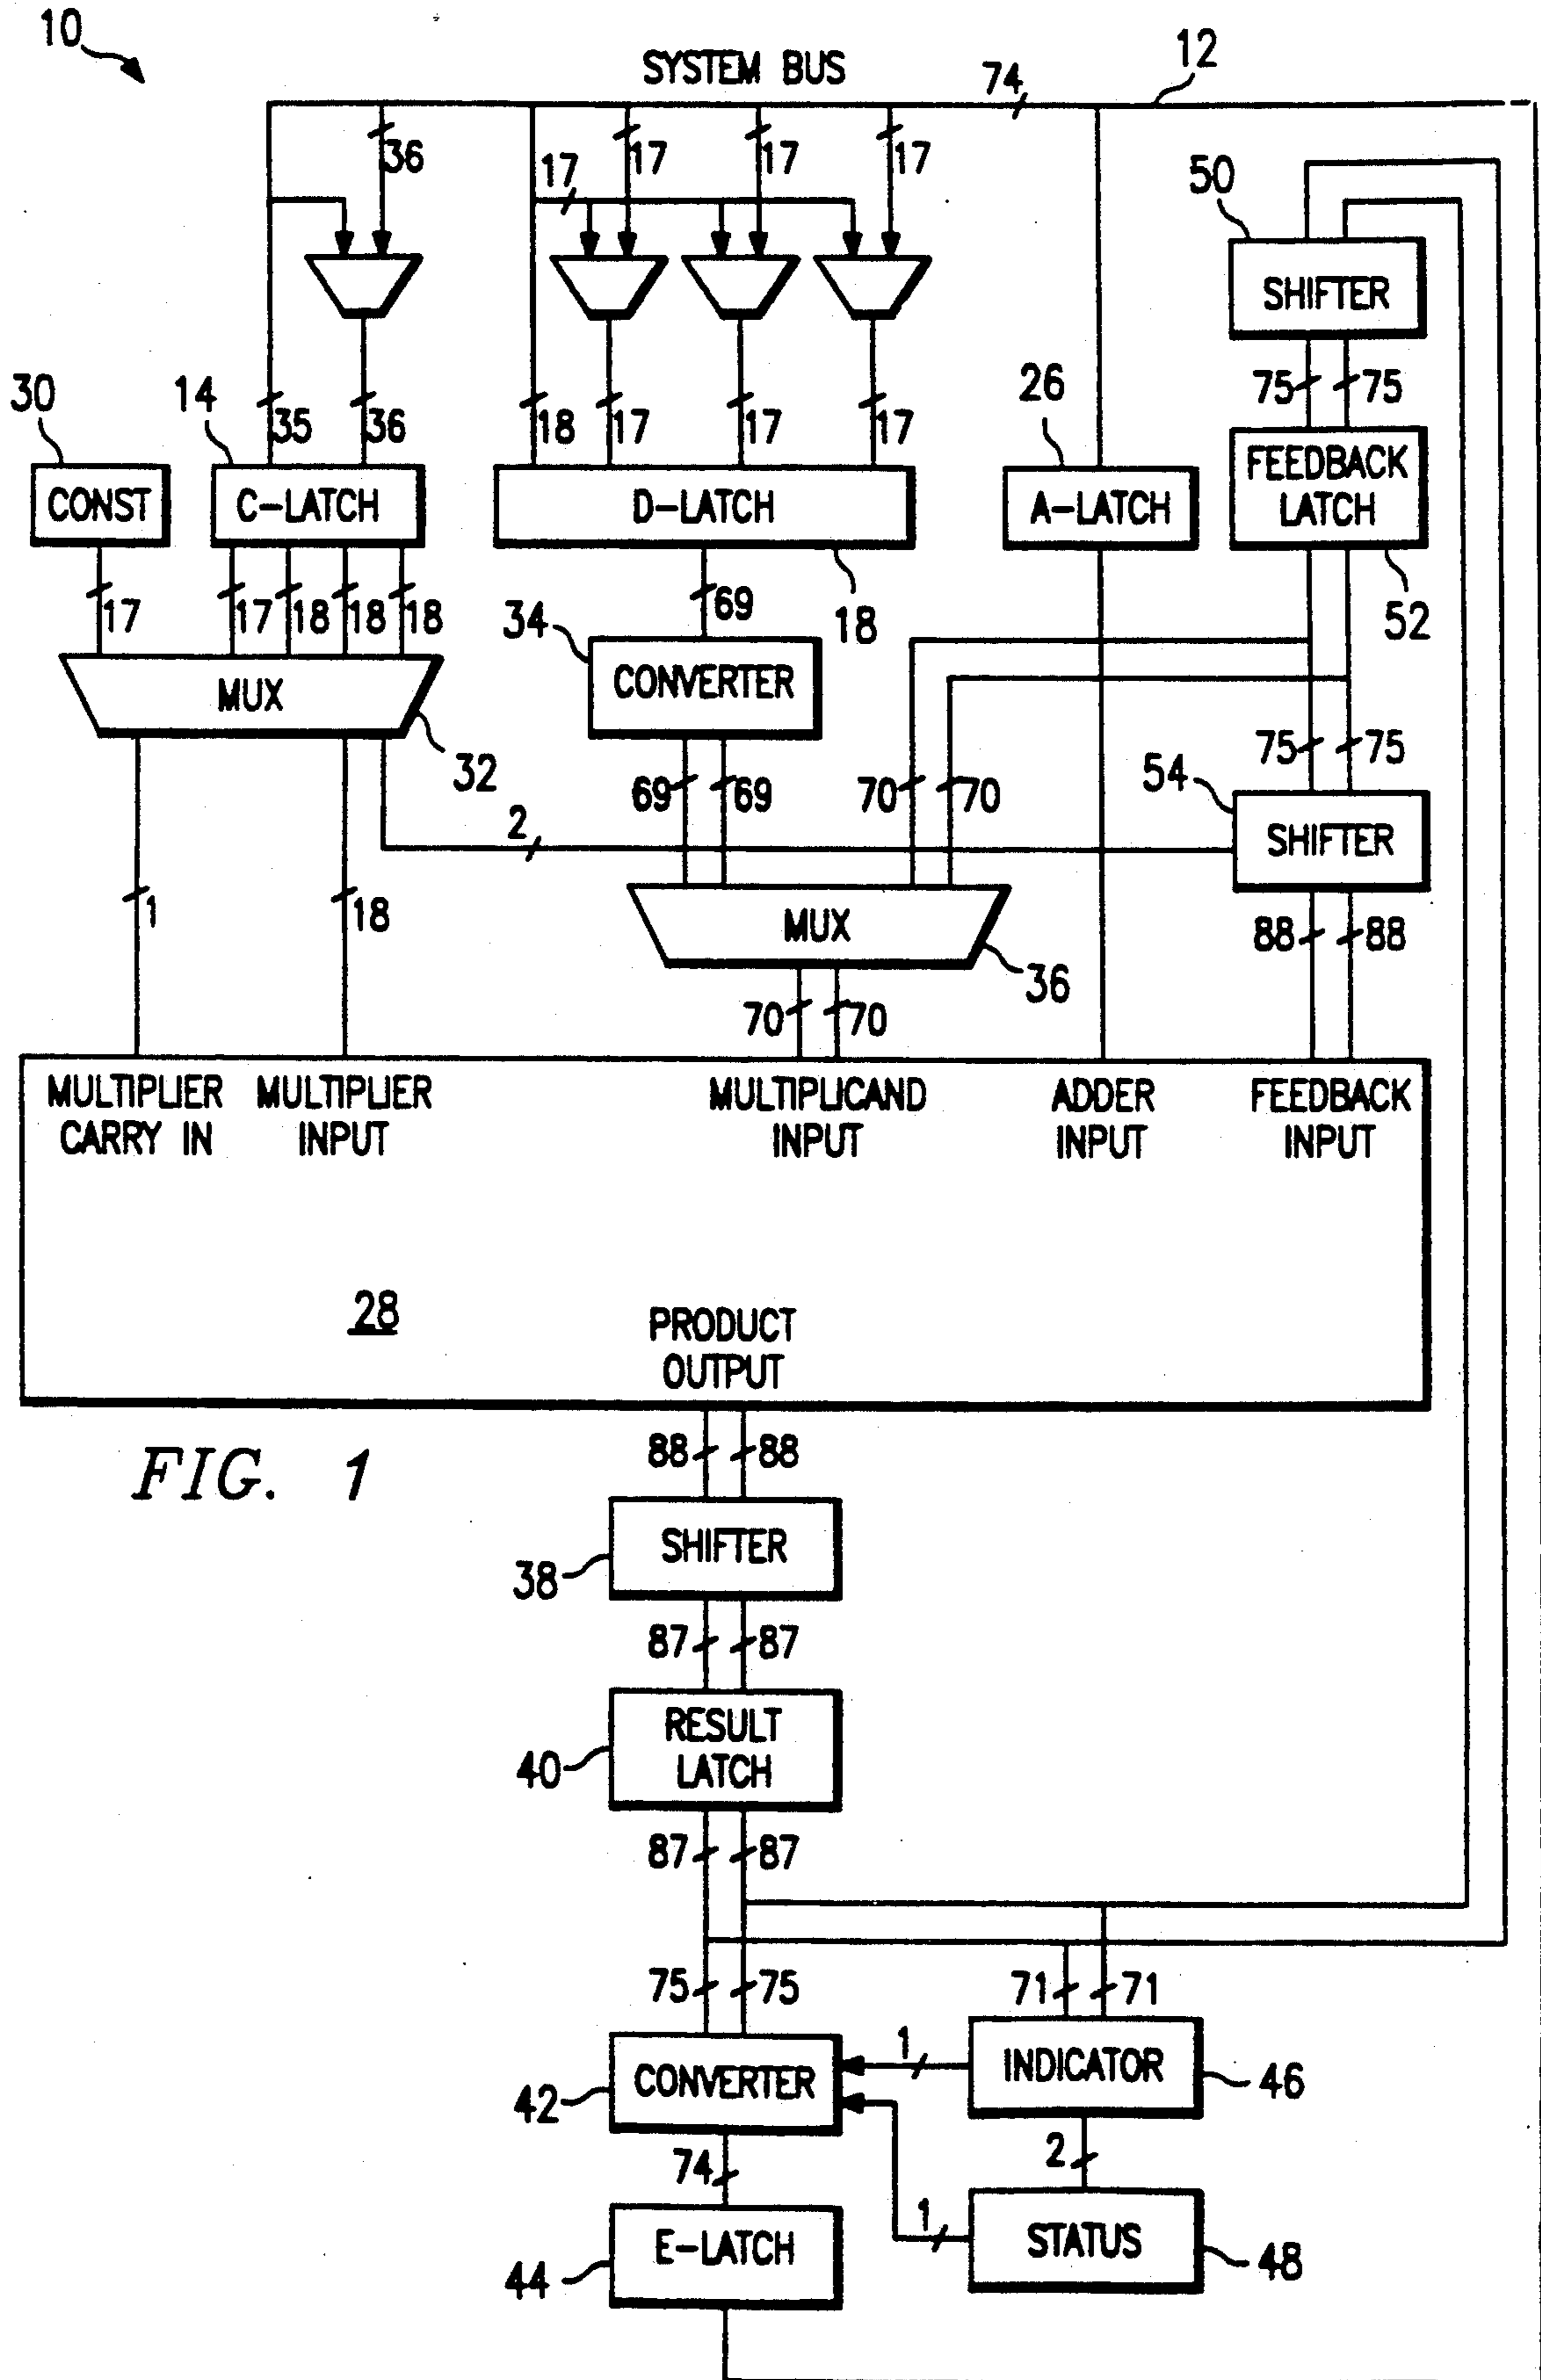 10
SYSTEM BUS
74
12
36
17
17
17
17
50
SHIFTER
75
75
30
14
35
36
18
17
17
17
26
CONST
C-LATCH
D-LATCH
A-LATCH
FEEDBACK
LATCH
17
17
18
18
18
69
18
52
34
CONVERTER
MUX
32
69
69
70
70
75
75
54
SHIFTER
2
1
18
MUX
36
88
88
70
70
MULTIPLIER
CARRY IN
MULTIPLIER
INPUT
MULTIPLICAND
INPUT
ADDER
INPUT
FEEDBACK
INPUT
28
PRODUCT
OUTPUT
FIG. 1
88
88
SHIFTER
38
87
87
RESULT
LATCH
40
87
87
75
75
71
71
CONVERTER
42
1
INDICATOR
46
74
2
1
E-LATCH
44
STATUS
48